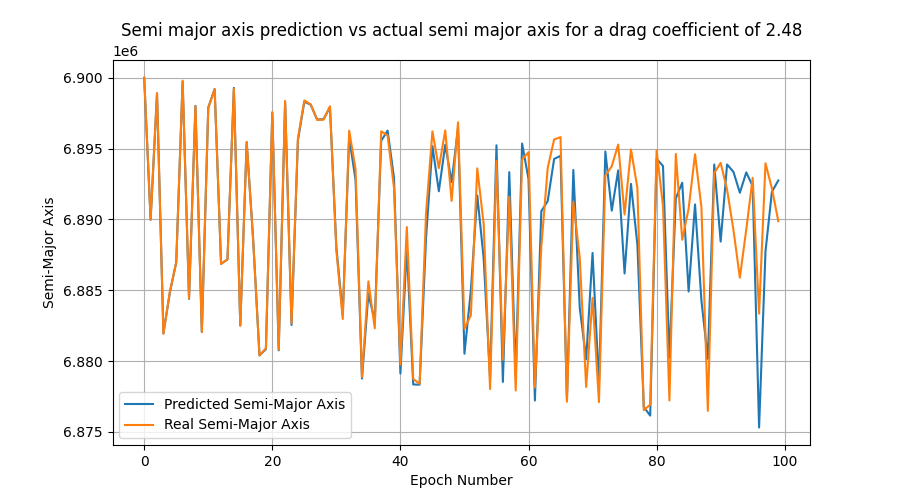 Semi major axis prediction vs actual semi major axis for a drag coefficient of 2.48
1e6
6.900
6.895
6.890
6.885
6.880
6.875
Semi-Major Axis
Predicted Semi-Major Axis
Real Semi-Major Axis
0 20 40 60 80 100
Epoch Number